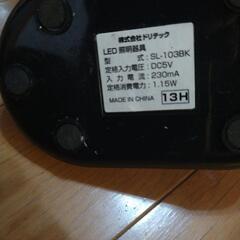 株式会社ドリテック
LED 照明器具
型式：SL-103BK
定格入力電圧：DC5V
入力電流：230mA
定格消費電力：1.15W
MADE IN CHINA 13H